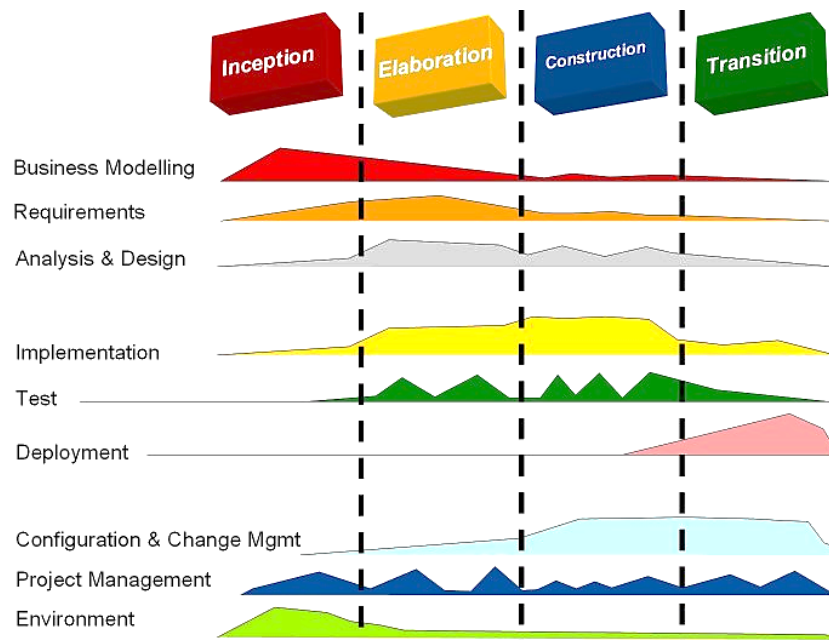 Inception
Elaboration
Construction
Transition
Business Modelling
Requirements
Analysis & Design
Implementation
Test
Deployment
Configuration & Change Mgmt
Project Management
Environment